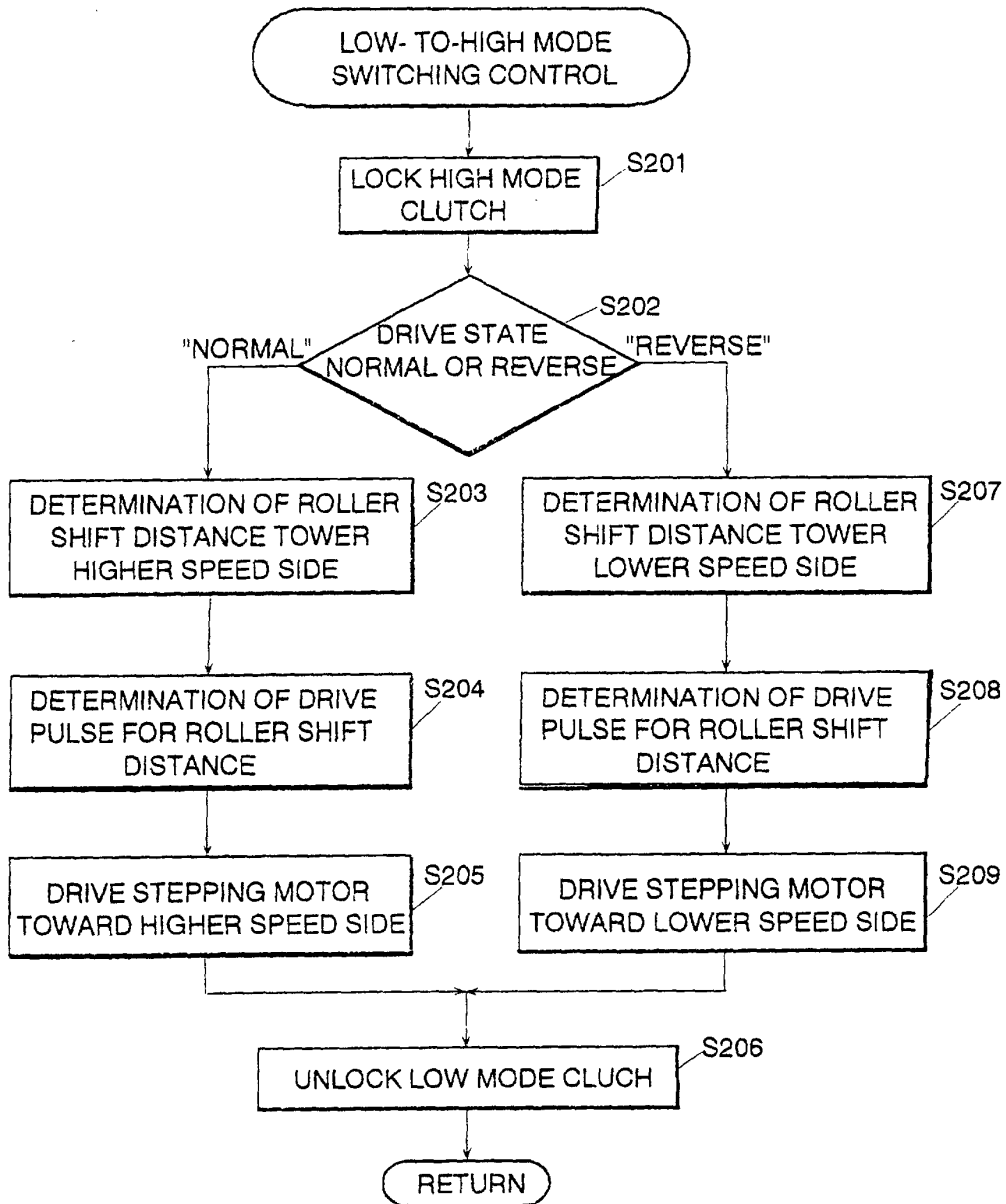 LOW- TO-HIGH MODE
SWITCHING CONTROL
S201
LOCK HIGH MODE
CLUTCH
S202
DRIVE STATE
NORMAL OR REVERSE
"NORMAL"
"REVERSE"
S203
DETERMINATION OF ROLLER
SHIFT DISTANCE TOWER
HIGHER SPEED SIDE
S207
DETERMINATION OF ROLLER
SHIFT DISTANCE TOWER
LOWER SPEED SIDE
S204
DETERMINATION OF DRIVE
PULSE FOR ROLLER SHIFT
DISTANCE
S208
DETERMINATION OF DRIVE
PULSE FOR ROLLER SHIFT
DISTANCE
S205
DRIVE STEPPING MOTOR
TOWARD HIGHER SPEED SIDE
S209
DRIVE STEPPING MOTOR
TOWARD LOWER SPEED SIDE
S206
UNLOCK LOW MODE CLUCH
RETURN